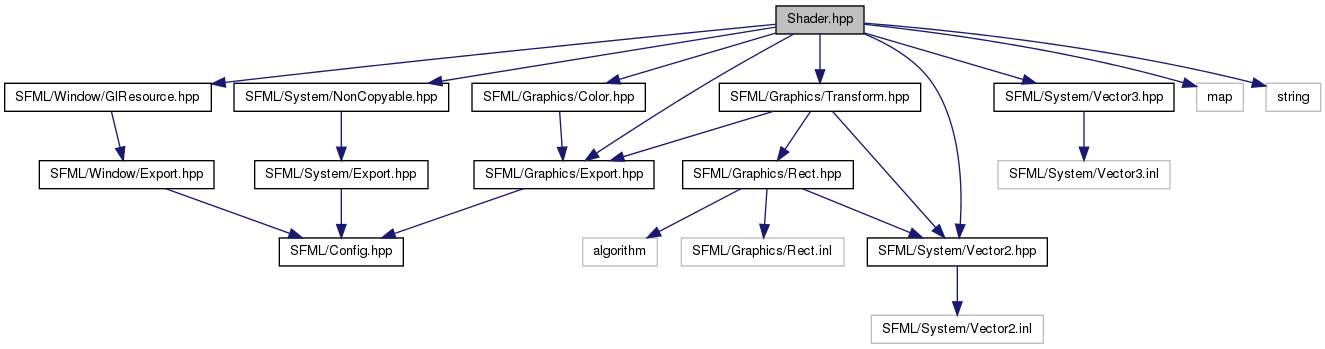 Shader.hpp
SFML/Window/GlResource.hpp
SFML/System/NonCopyable.hpp
SFML/Graphics/Color.hpp
SFML/Graphics/Transform.hpp
SFML/System/Vector3.hpp
map
string
SFML/Window/Export.hpp
SFML/System/Export.hpp
SFML/Graphics/Export.hpp
SFML/Graphics/Rect.hpp
SFML/System/Vector3.inl
SFML/Config.hpp
algorithm
SFML/Graphics/Rect.inl
SFML/System/Vector2.hpp
SFML/System/Vector2.inl